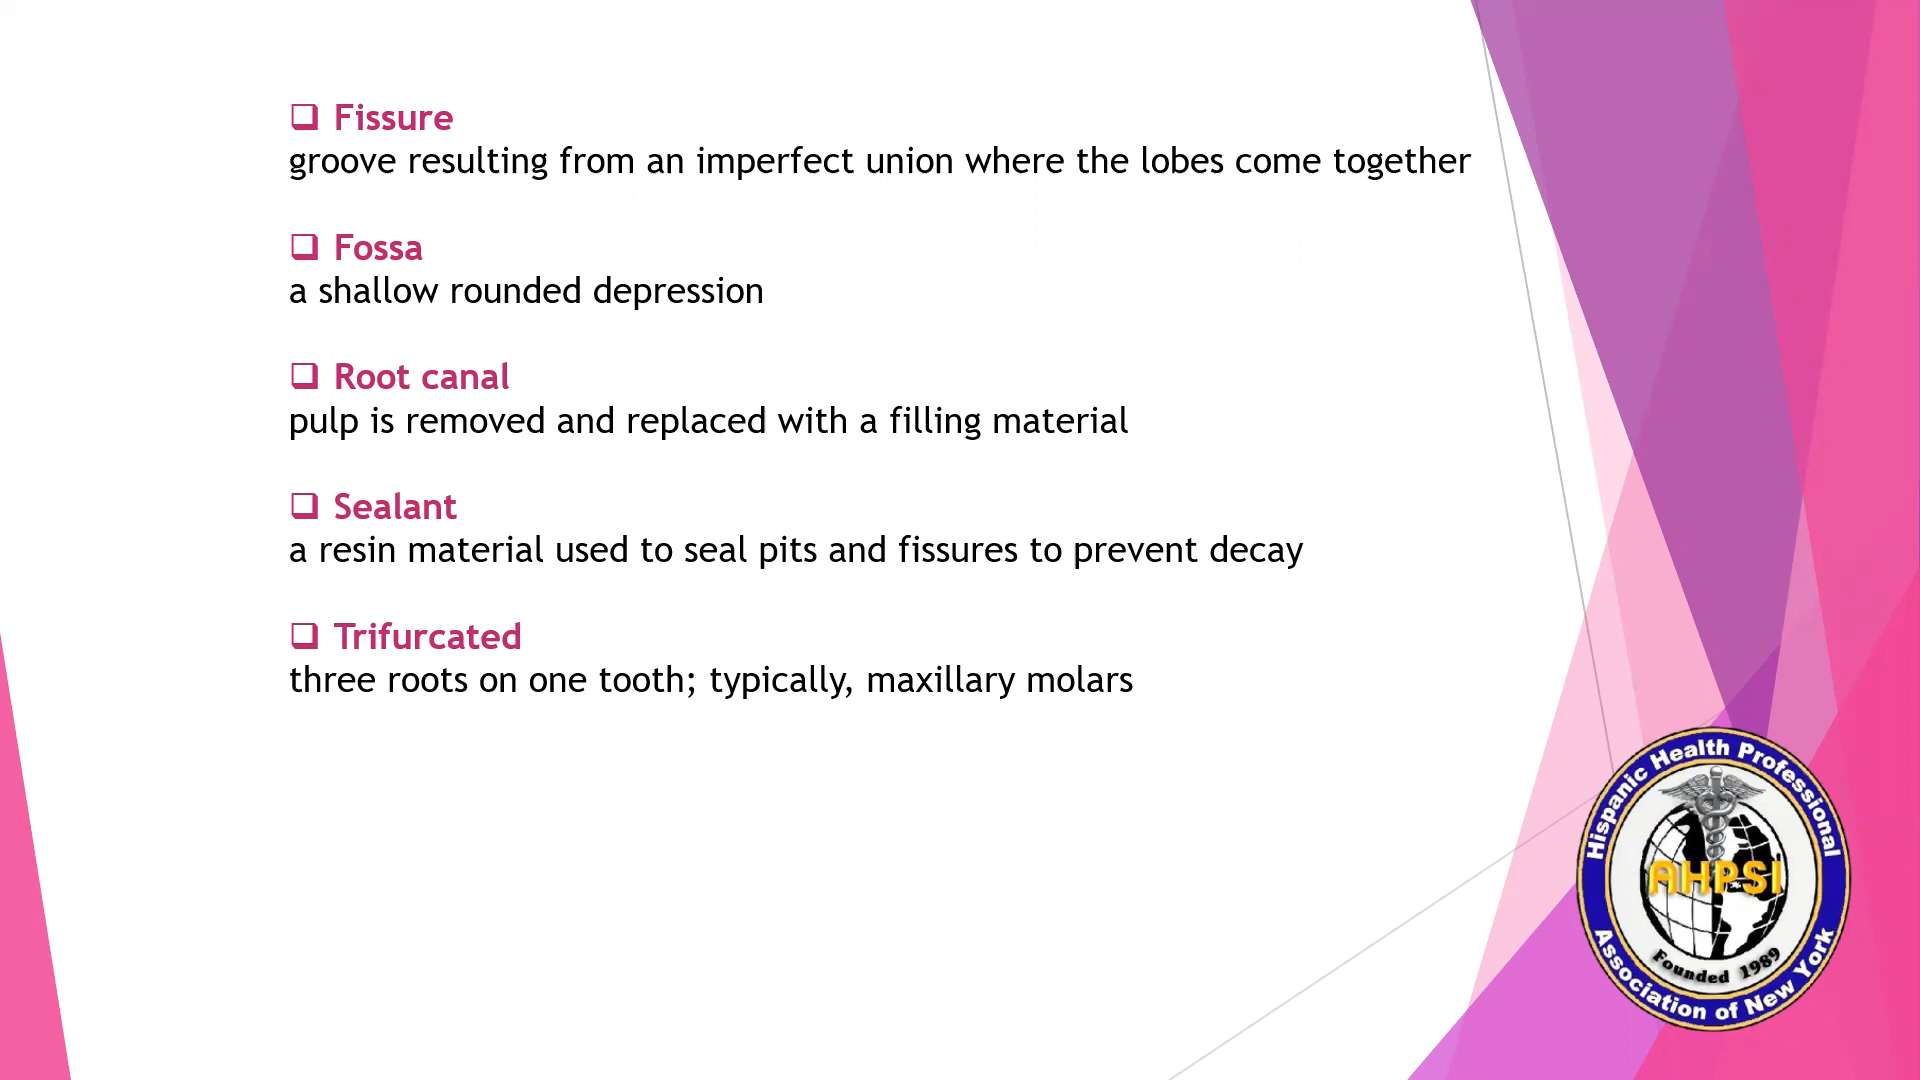 Fissure
groove resulting from an imperfect union where the lobes come together
Fossa
a shallow rounded depression
Root canal
pulp is removed and replaced with a filling material
Sealant
a resin material used to seal pits and fissures to prevent decay
Trifurcated
three roots on one tooth; typically, maxillary molars
Hispanic Health Professional
AHPSI
Founded 1989
Association of New York